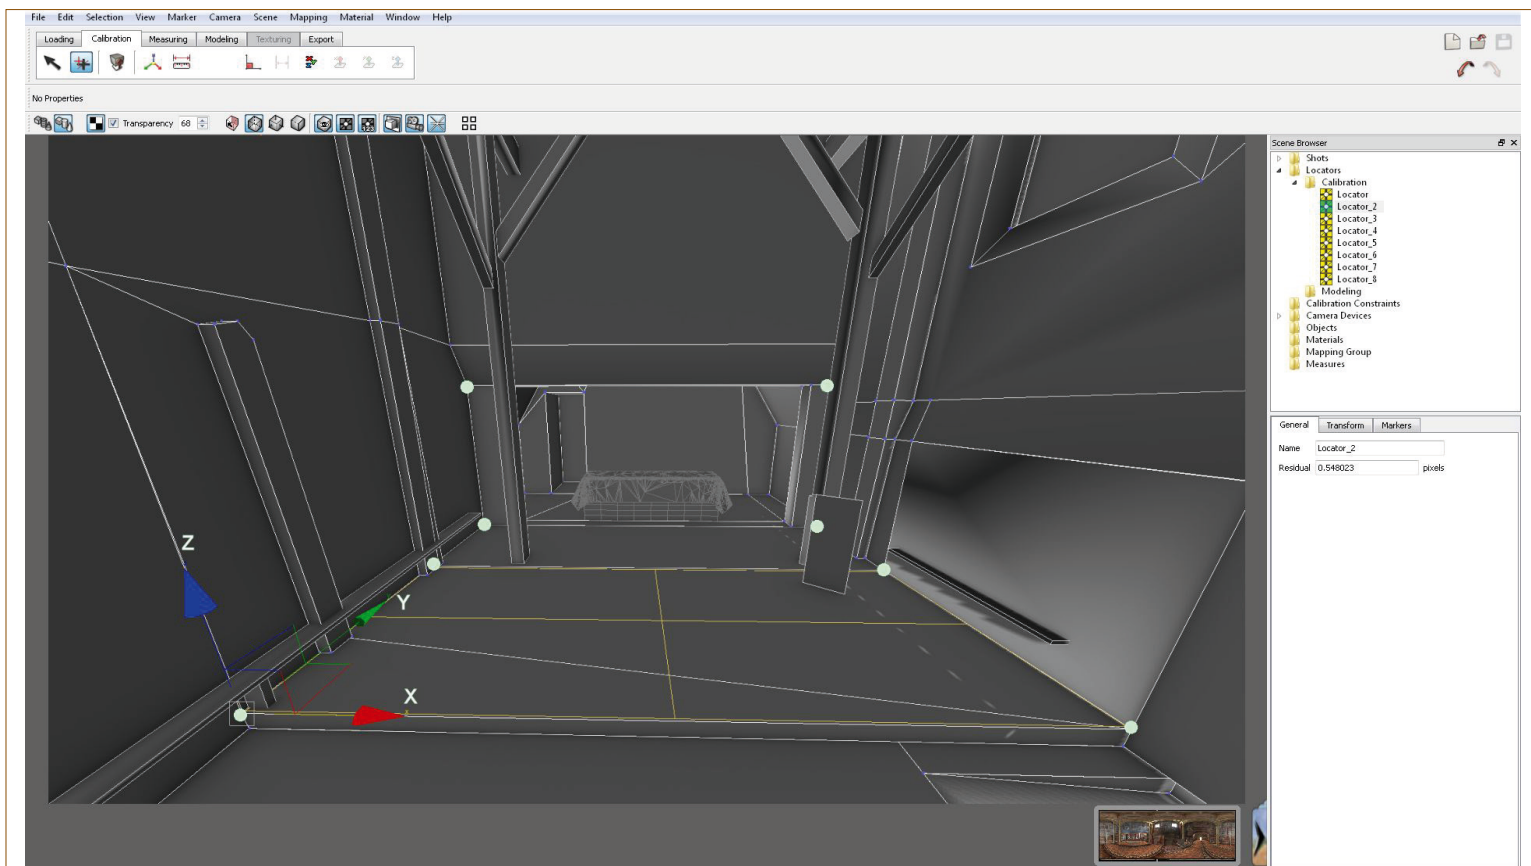 File Edit Selection View Marker Camera Scene Mapping Material Window Help
Loading Calibration Measuring Modeling Texturing Export
No Properties
Transparency 68
123
Scene Browser
Shots
Locators
Calibration
Locator
Locator_2
Locator_3
Locator_4
Locator_5
Locator_6
Locator_7
Locator_8
Modeling
Calibration Constraints
Camera Devices
Objects
Materials
Mapping Group
Measures
General Transform Markers
Name Locator_2
Residual 0.548023 pixels
Z
Y
X